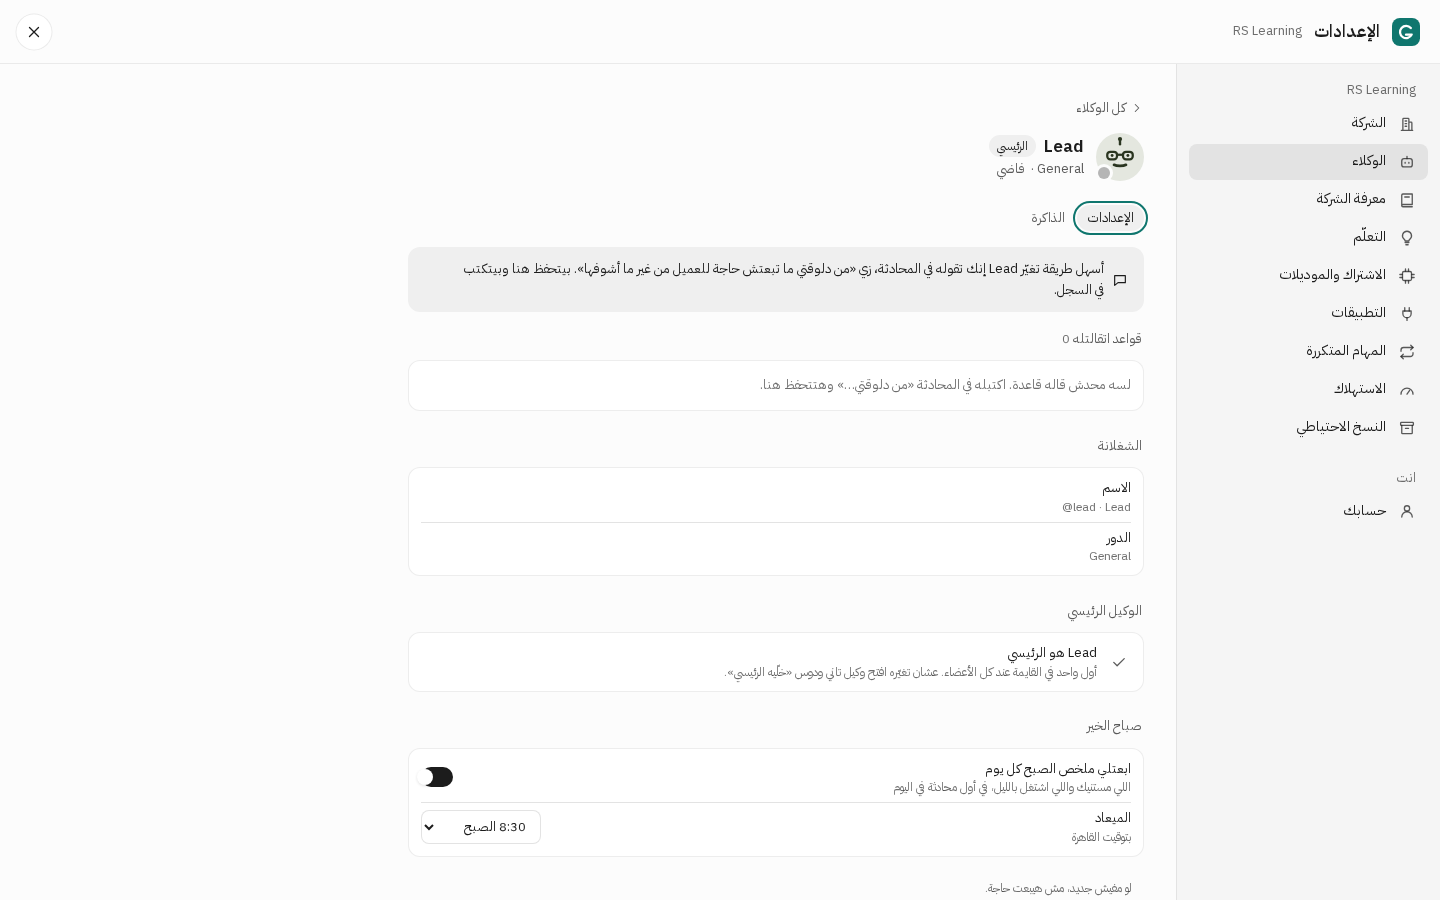 الإعدادات RS Learning
RS Learning
الشركة
الوكلاء
معرفة الشركة
التعلّم
الاشتراك والموديلات
التطبيقات
المهام المتكررة
الاستهلاك
النسخ الاحتياطي
انت
حسابك
كل الوكلاء
Lead الرئيسي
General · فاضي
الإعدادات الذاكرة
أسهل طريقة تغيّر Lead إنك تقوله في المحادثة، زي «من دلوقتي ما تبعتش حاجة للعميل من غير ما أشوفها». بيتحفظ هنا وبيتكتب
في السجل.
قواعد اتقالتله 0
لسه محدش قاله قاعدة. اكتبله في المحادثة «من دلوقتي…» وهتتحفظ هنا.
الشغلانة
الاسم
@lead · Lead
الدور
General
الوكيل الرئيسي
Lead هو الرئيسي
أول واحد في القايمة عند كل الأعضاء. عشان تغيّره افتح وكيل تاني ودوس «خلّيه الرئيسي».
صباح الخير
ابعتلي ملخص الصبح كل يوم
اللي مستنيك واللي اشتغل بالليل، في أول محادثة في اليوم
الميعاد
8:30 الصبح
بتوقيت القاهرة
لو مفيش جديد، مش هيبعت حاجة.